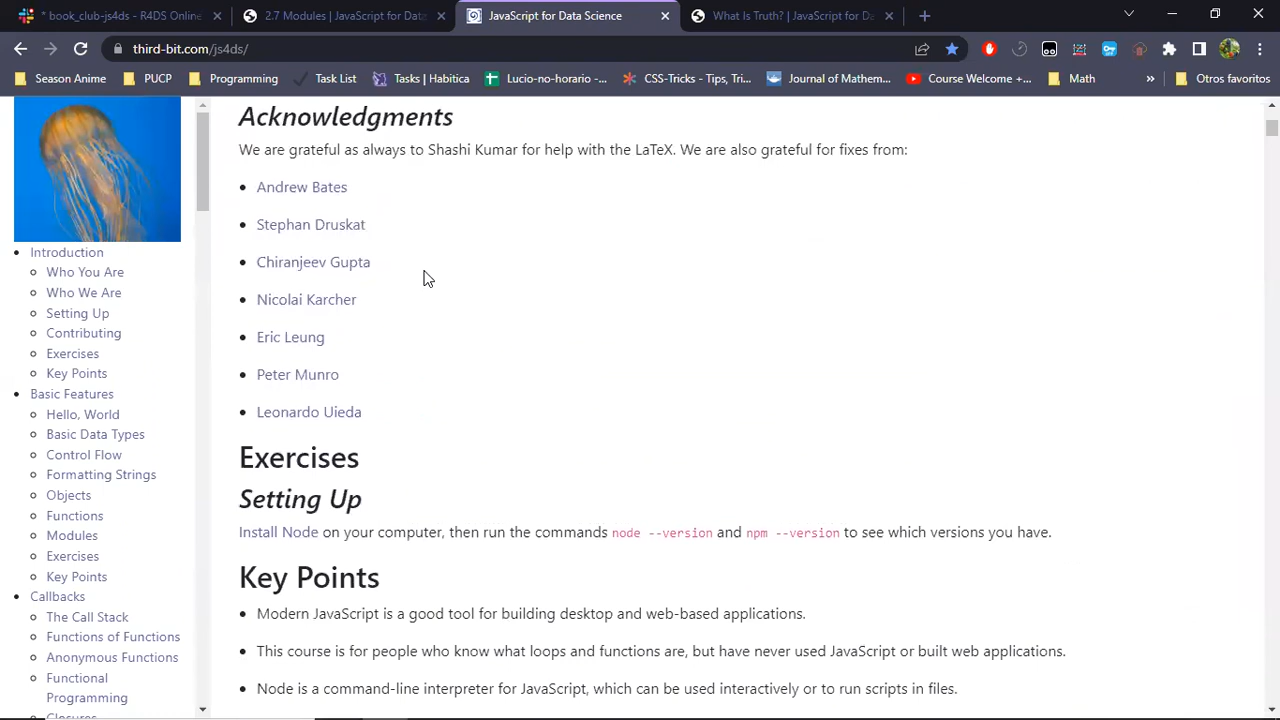 * book_club-js4ds - R4DS Onlin
2.7 Modules | JavaScript for Data
JavaScript for Data Science
What Is Truth? | JavaScript for Da
third-bit.com/js4ds/
Season Anime
PUCP
Programming
Task List
Tasks | Habitica
Lucio-no-horario -...
CSS-Tricks - Tips, Tri...
Journal of Mathem...
Course Welcome +...
Math
Otros favoritos
Introduction
Who You Are
Who We Are
Setting Up
Contributing
Exercises
Key Points
Basic Features
Hello, World
Basic Data Types
Control Flow
Formatting Strings
Objects
Functions
Modules
Exercises
Key Points
Callbacks
The Call Stack
Functions of Functions
Anonymous Functions
Functional
Programming
Closures
Acknowledgments
We are grateful as always to Shashi Kumar for help with the LaTeX. We are also grateful for fixes from:
Andrew Bates
Stephan Druskat
Chiranjeev Gupta
Nicolai Karcher
Eric Leung
Peter Munro
Leonardo Uieda
Exercises
Setting Up
Install Node on your computer, then run the commands node --version and npm --version to see which versions you have.
Key Points
Modern JavaScript is a good tool for building desktop and web-based applications.
This course is for people who know what loops and functions are, but have never used JavaScript or built web applications.
Node is a command-line interpreter for JavaScript, which can be used interactively or to run scripts in files.